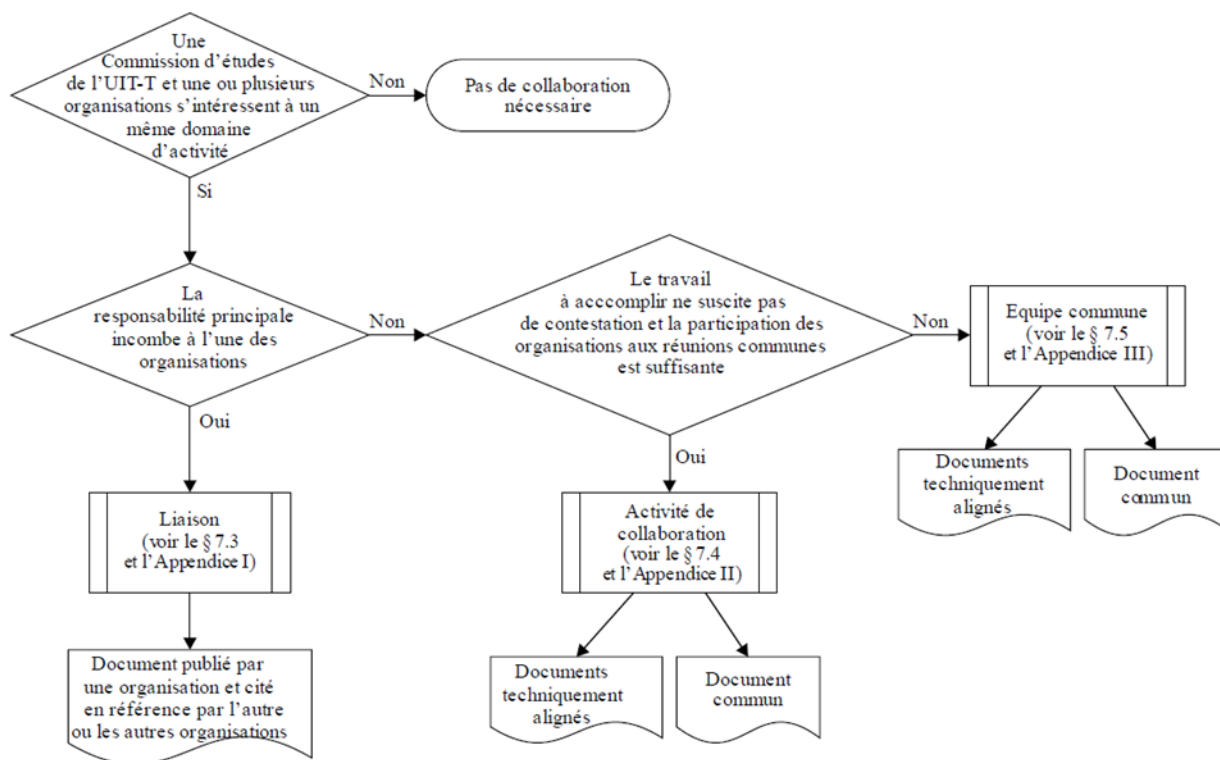 Une
Commission d’études
de l’UIT-T et une ou plusieurs
organisations s’intéressent à un
même domaine
d’activité
Non
Pas de collaboration
nécessaire
Si
La
responsabilité principale
incombe à l’une des
organisations
Non
Le travail
à acccomplir ne suscite pas
de contestation et la participation des
organisations aux réunions communes
est suffisante
Non
Equipe commune
(voir le § 7.5
et l’Appendice III)
Oui
Oui
Documents
techniquement
alignés
Document
commun
Liaison
(voir le § 7.3
et l’Appendice I)
Activité de
collaboration
(voir le § 7.4
et l’Appendice II)
Document publié par
une organisation et cité
en référence par l’autre
ou les autres organisations
Documents
techniquement
alignés
Document
commun